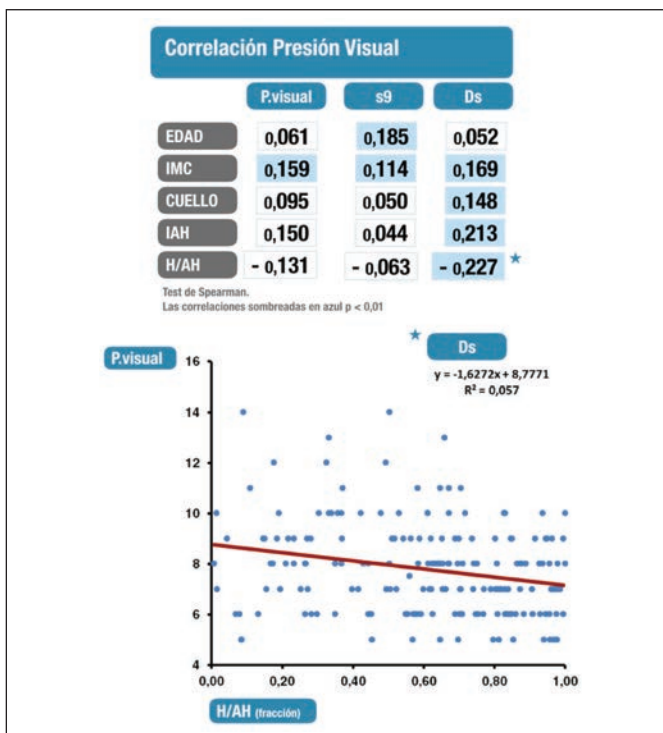 Correlación Presión Visual
P.visual s9 Ds
EDAD 0,061 0,185 0,052
IMC 0,159 0,114 0,169
CUELLO 0,095 0,050 0,148
IAH 0,150 0,044 0,213
H/AH - 0,131 - 0,063 - 0,227 ★
Test de Spearman.
Las correlaciones sombreadas en azul p < 0,01
★ Ds
P.visual
y = -1,6272x + 8,7771
R² = 0,057
16
14
12
10
8
6
4
0,00 0,20 0,40 0,60 0,80 1,00
H/AH (fracción)